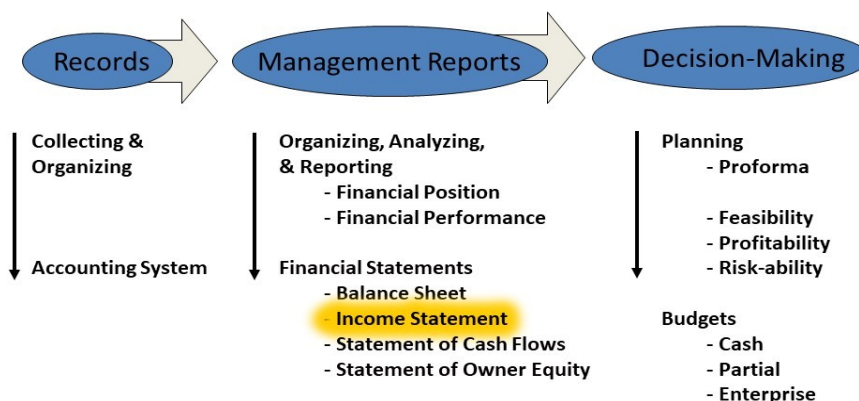 Records
Management Reports
Decision-Making
Collecting &
Organizing
Accounting System
Organizing, Analyzing,
& Reporting
- Financial Position
- Financial Performance
Financial Statements
- Balance Sheet
- Income Statement
- Statement of Cash Flows
- Statement of Owner Equity
Planning
- Proforma
- Feasibility
- Profitability
- Risk-ability
Budgets
- Cash
- Partial
- Enterprise